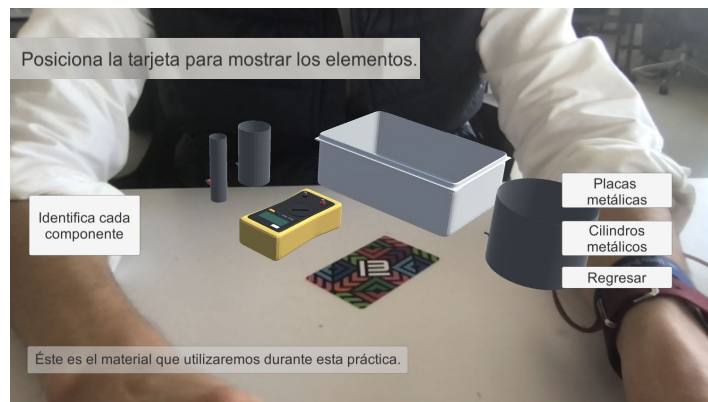 Posiciona la tarjeta para mostrar los elementos.
Placas
metálicas
Identifica cada
componente
Cilindros
metálicos
Regresar
Éste es el material que utilizaremos durante esta práctica.